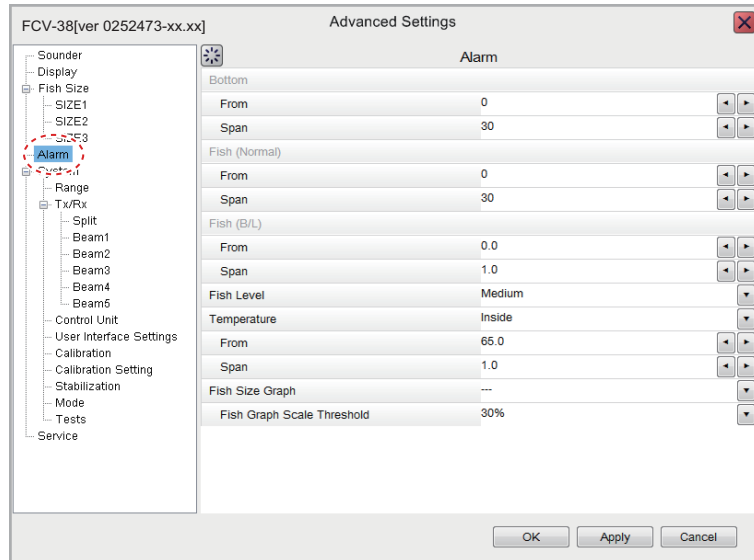 FCV-38[ver 0252473-xx.xx]
Advanced Settings
Sounder
Display
Fish Size
SIZE1
SIZE2
SIZE3
Alarm
System
Range
Tx/Rx
Split
Beam1
Beam2
Beam3
Beam4
Beam5
Control Unit
User Interface Settings
Calibration
Calibration Setting
Stabilization
Mode
Tests
Service
Alarm
Bottom
From 0
Span 30
Fish (Normal)
From 0
Span 30
Fish (B/L)
From 0.0
Span 1.0
Fish Level Medium
Temperature Inside
From 65.0
Span 1.0
Fish Size Graph ---
Fish Graph Scale Threshold 30%
OK Apply Cancel